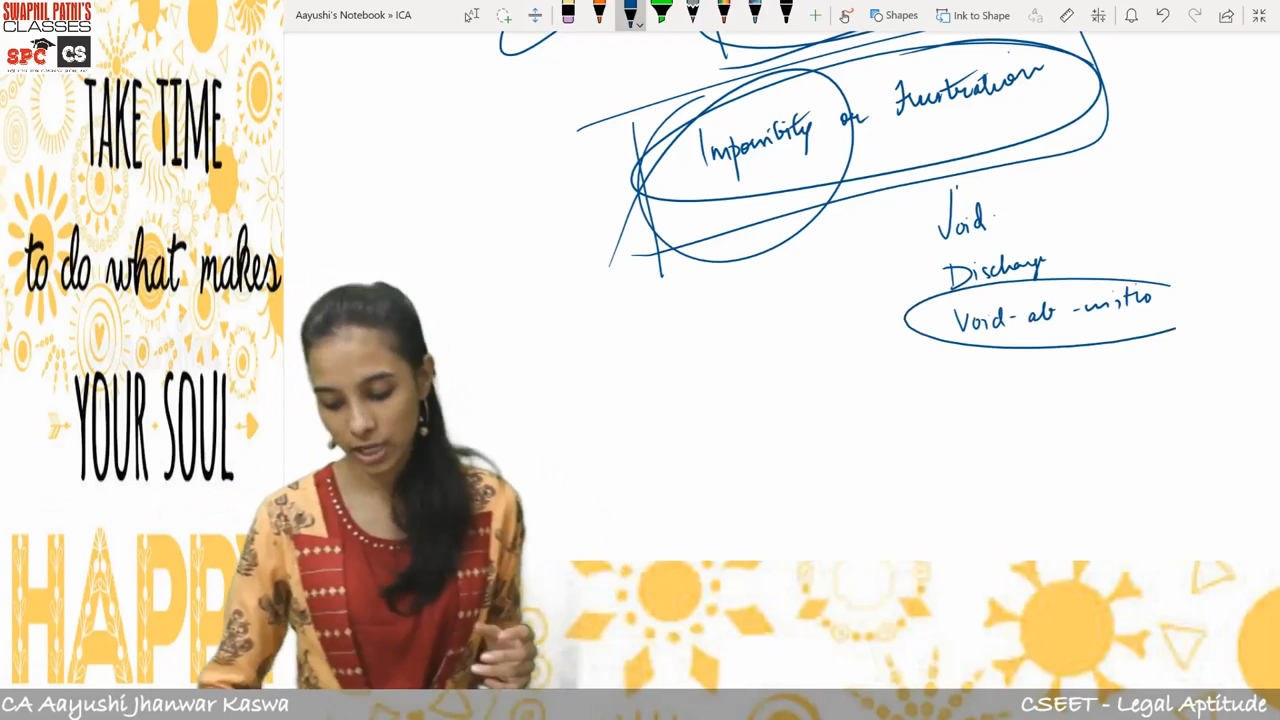 SWAPNIL PATNI'S
CLASSES
SPC CS
Aayushi's Notebook » ICA
Shapes
Ink to Shape
TAKE TIME
to do what makes
YOUR SOUL
HAPP
Impossibility or Frustration
Void
Discharge
Void-ab-initio
CA Aayushi Jhanwar Kaswa
CSEET - Legal Aptitude